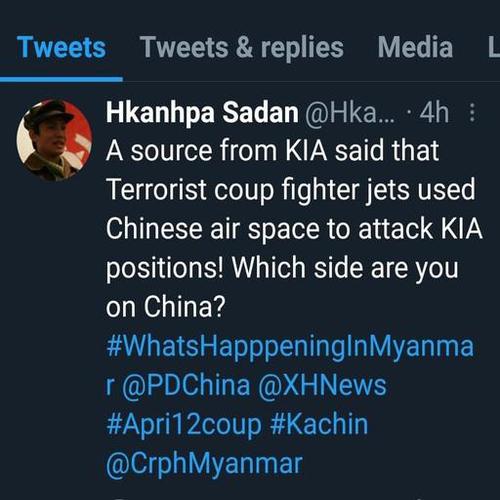 Tweets Tweets & replies Media L
Hkanhpa Sadan @Hka... · 4h
A source from KIA said that
Terrorist coup fighter jets used
Chinese air space to attack KIA
positions! Which side are you
on China?
#WhatsHapppeningInMyanma
r @PDChina @XHNews
#Apri12coup #Kachin
@CrphMyanmar